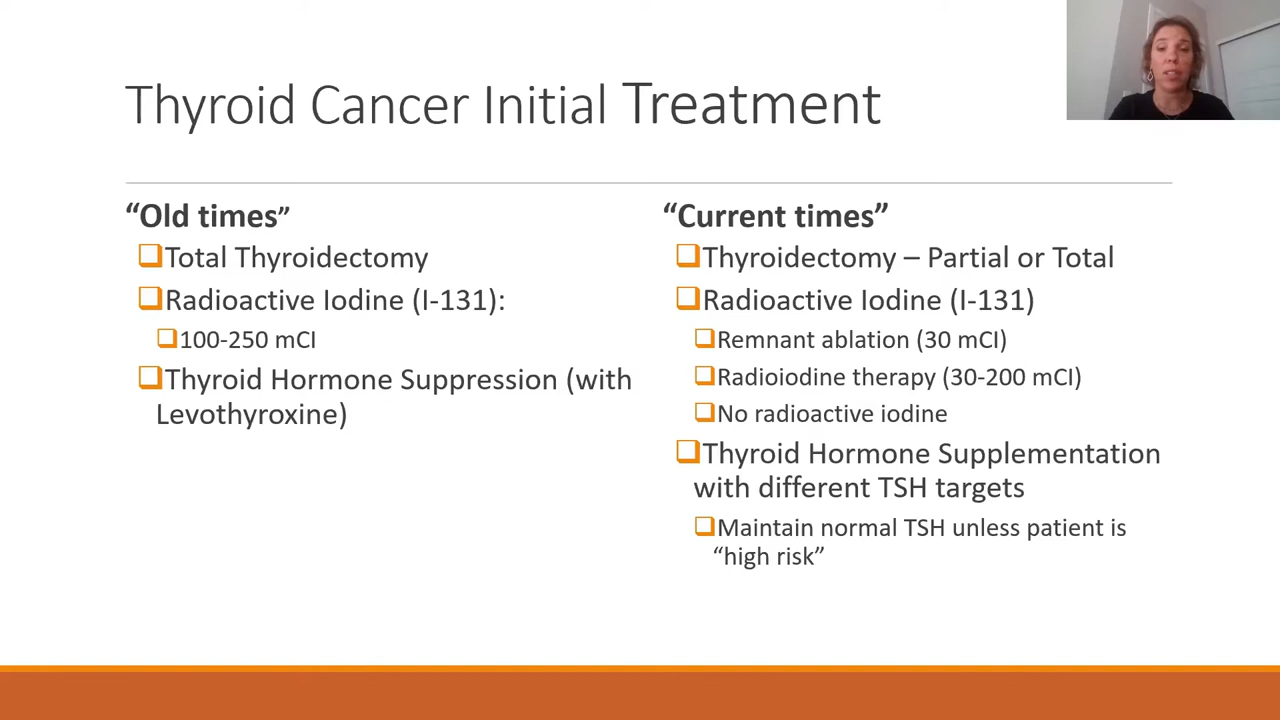 Thyroid Cancer Initial Treatment
“Old times”
Total Thyroidectomy
Radioactive Iodine (I-131):
100-250 mCI
Thyroid Hormone Suppression (with
Levothyroxine)
“Current times”
Thyroidectomy – Partial or Total
Radioactive Iodine (I-131)
Remnant ablation (30 mCI)
Radioiodine therapy (30-200 mCI)
No radioactive iodine
Thyroid Hormone Supplementation
with different TSH targets
Maintain normal TSH unless patient is
“high risk”